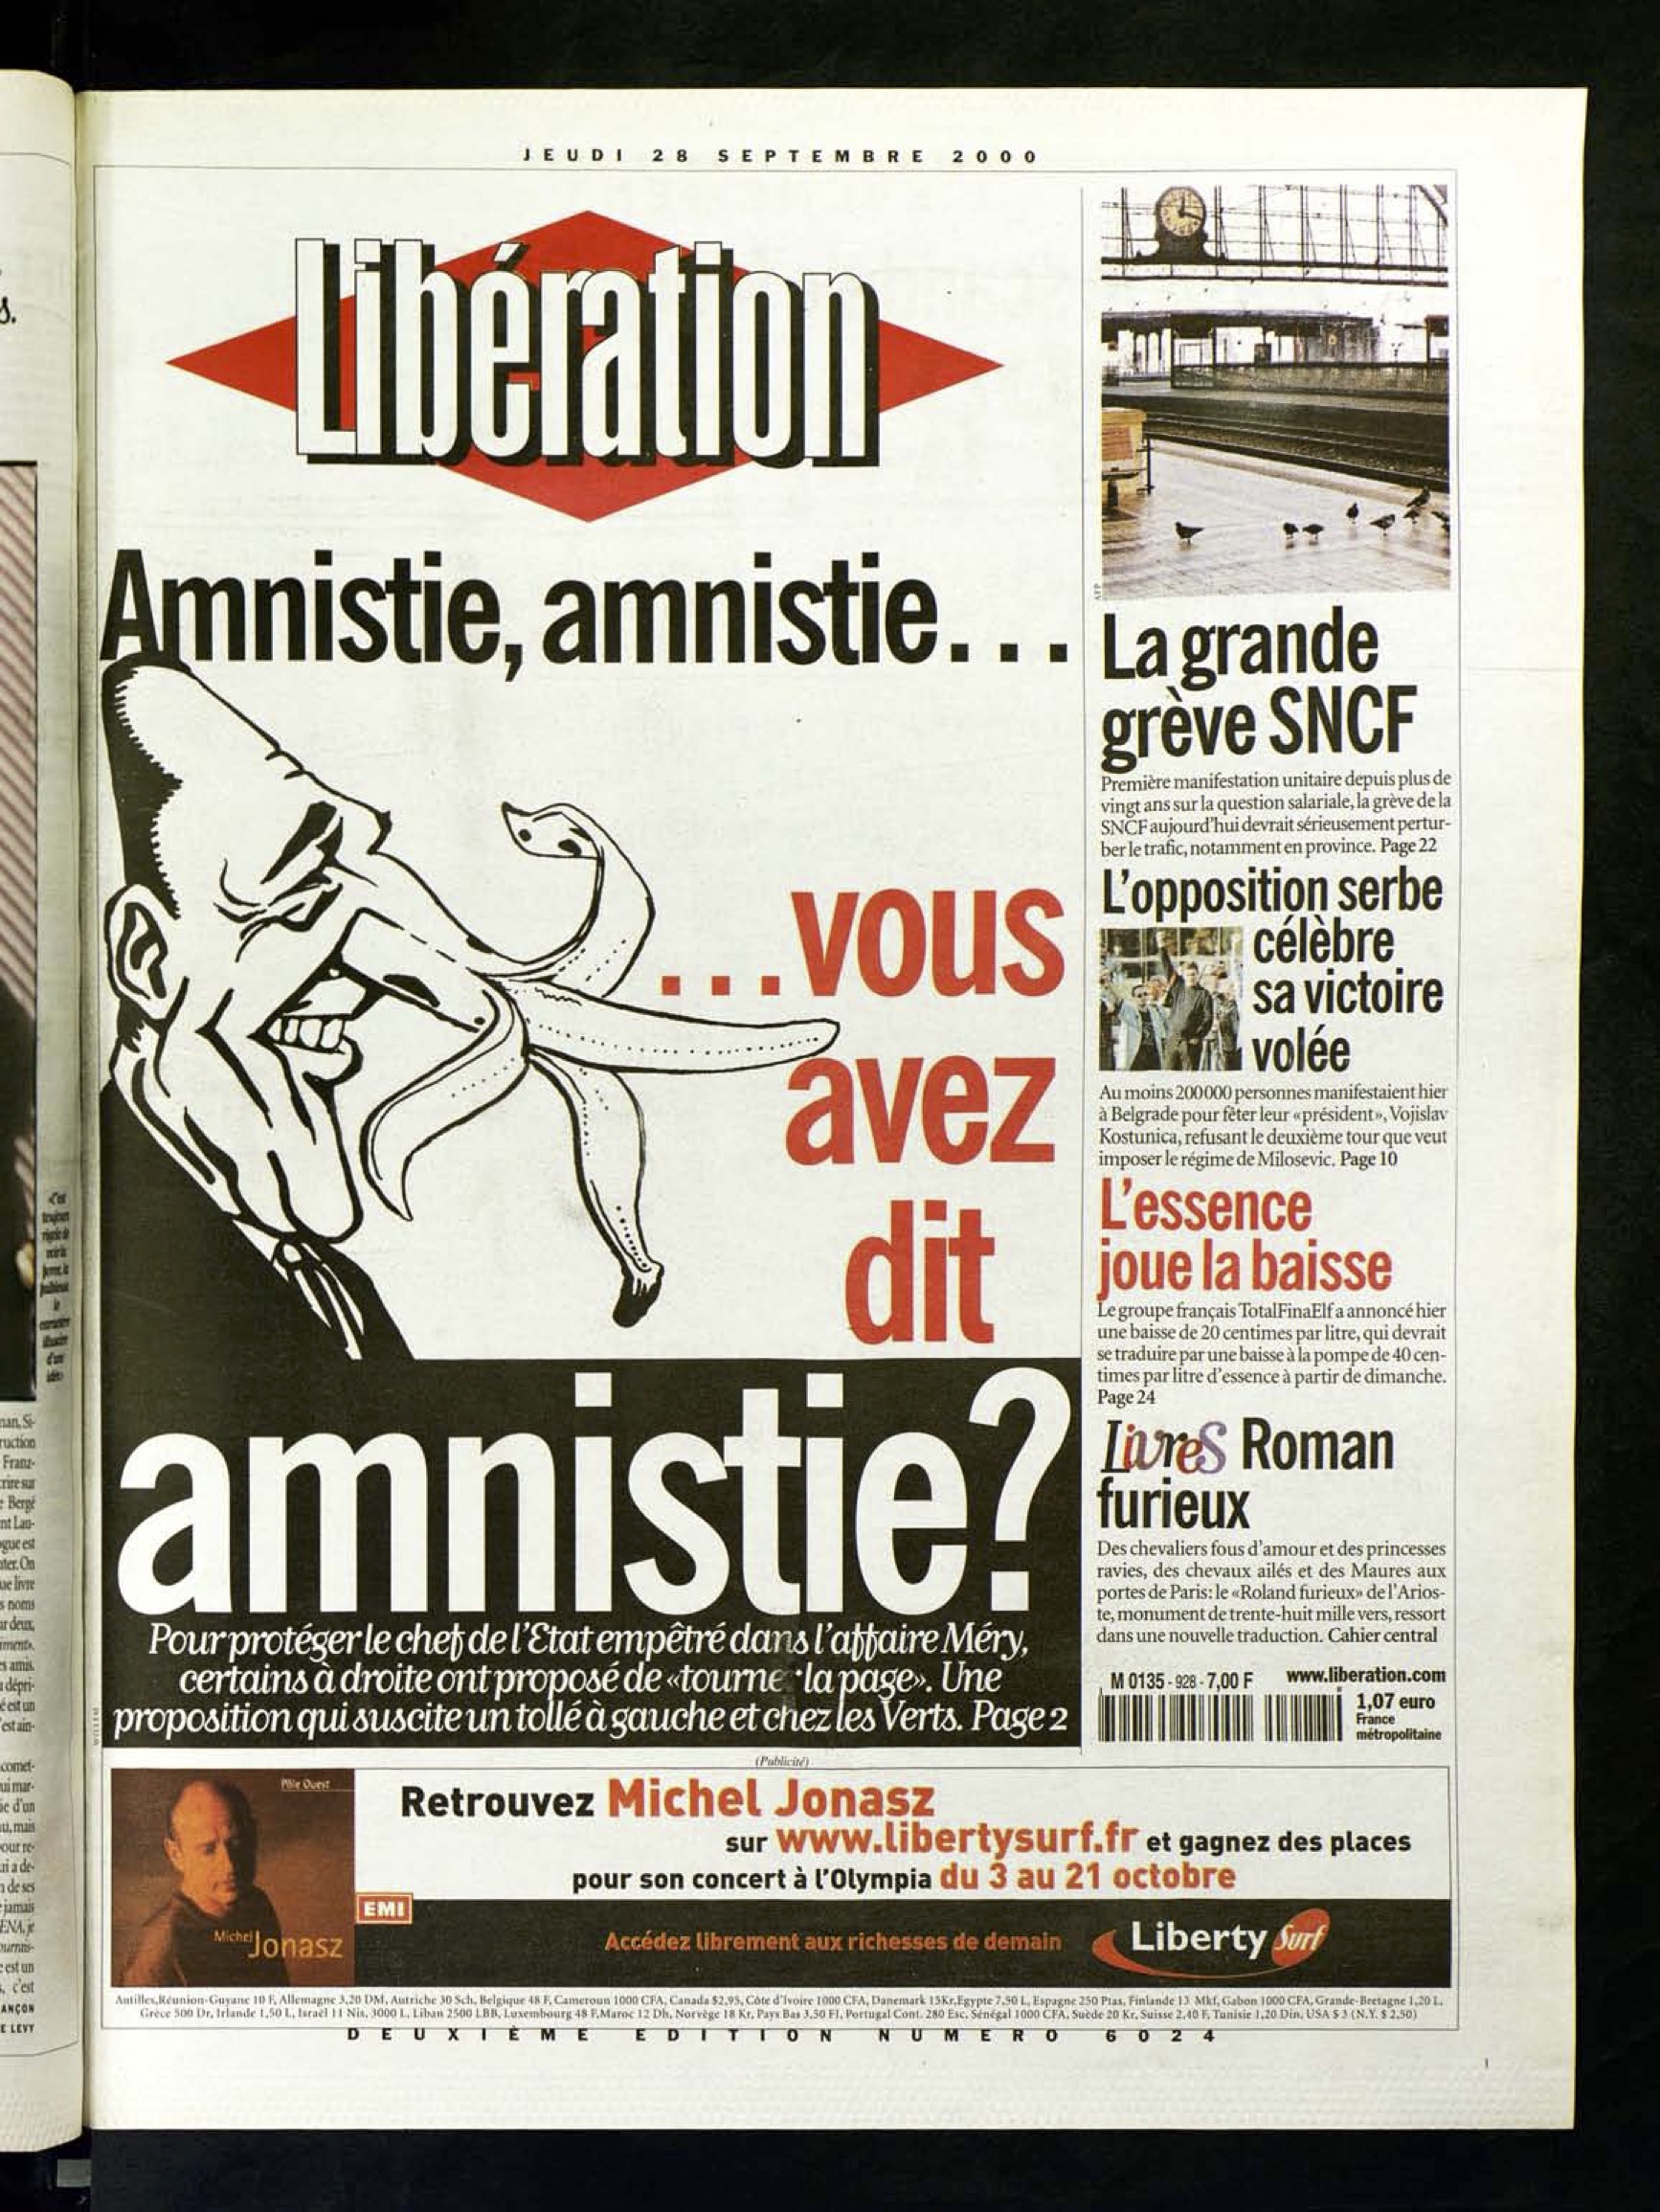 JEUDI 28 SEPTEMBRE 2000
Libération
Amnistie, amnistie...
...vous
avez
dit
amnistie?
Pour protéger le chef de l'Etat empêtré dans l'affaire Méry,
certains à droite ont proposé de «tourner la page». Une
proposition qui suscite un tollé à gauche et chez les Verts. Page 2
WILLEM
AFP
La grande
grève SNCF
Première manifestation unitaire depuis plus de
vingt ans sur la question salariale, la grève de la
SNCF aujourd'hui devrait sérieusement pertur-
ber le trafic, notamment en province. Page 22
L'opposition serbe
célèbre
sa victoire
volée
Au moins 200000 personnes manifestaient hier
à Belgrade pour fêter leur «président», Vojislav
Kostunica, refusant le deuxième tour que veut
imposer le régime de Milosevic. Page 10
L'essence
joue la baisse
Le groupe français TotalFinaElf a annoncé hier
une baisse de 20 centimes par litre, qui devrait
se traduire par une baisse à la pompe de 40 cen-
times par litre d'essence à partir de dimanche.
Page 24
Livres Roman
furieux
Des chevaliers fous d'amour et des princesses
ravies, des chevaux ailés et des Maures aux
portes de Paris: le «Roland furieux» de l'Arios-
te, monument de trente-huit mille vers, ressort
dans une nouvelle traduction. Cahier central
M 0135 - 928 - 7,00 F www.liberation.com
1,07 euro
France
métropolitaine
(Publicité)
Pôle Ouest
Michel Jonasz
EMI
Retrouvez Michel Jonasz
sur www.libertysurf.fr et gagnez des places
pour son concert à l'Olympia du 3 au 21 octobre
Accédez librement aux richesses de demain
Liberty Surf
Antilles,Réunion-Guyane 10 F, Allemagne 3,20 DM, Autriche 30 Sch, Belgique 48 F, Cameroun 1000 CFA, Canada $2,95, Côte d'Ivoire 1000 CFA, Danemark 15Kr,Egypte 7,50 L, Espagne 250 Ptas, Finlande 13 Mkf, Gabon 1000 CFA, Grande-Bretagne 1,20 L,
Grèce 500 Dr, Irlande 1,50 L, Israël 11 Nis, 3000 L, Liban 2500 LBB, Luxembourg 48 F,Maroc 12 Dh, Norvège 18 Kr, Pays Bas 3,50 Fl, Portugal Cont. 280 Esc, Sénégal 1000 CFA, Suède 20 Kr, Suisse 2,40 F, Tunisie 1,20 Din, USA $ 3 (N.Y. $ 2,50)
DEUXIÈME EDITION NUMERO 6024